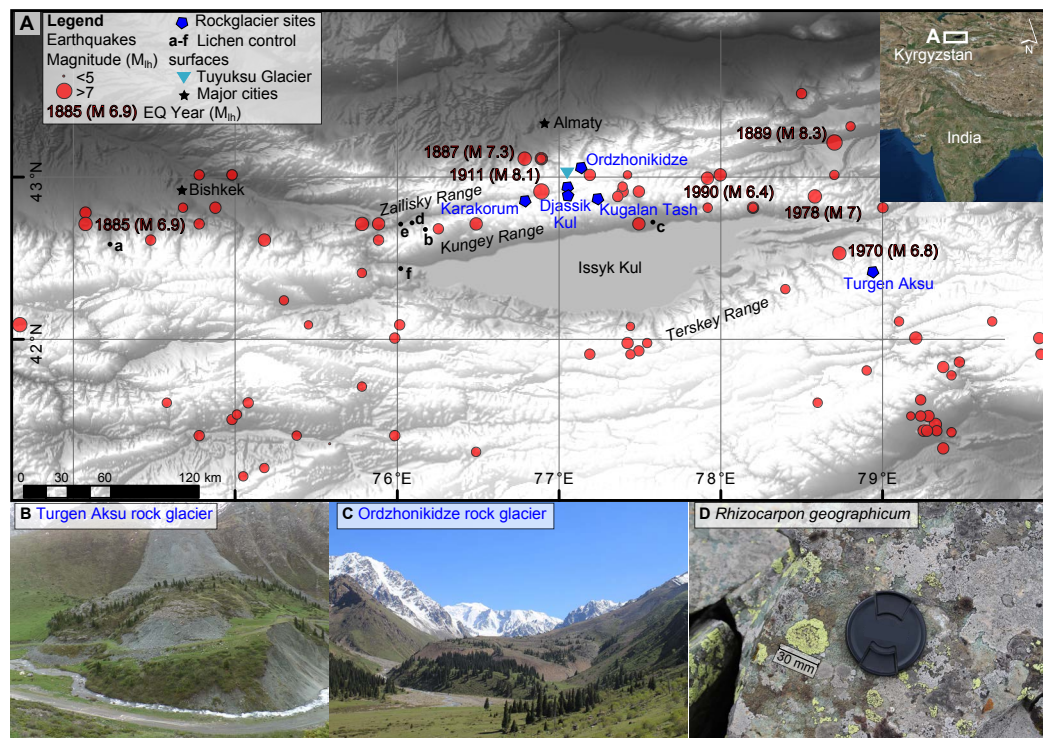 A
Legend
Earthquakes
Magnitude (M_lh)
<5
>7
1885 (M 6.9) EQ Year (M_lh)
Rockglacier sites
a-f Lichen control
surfaces
Tuyuksu Glacier
Major cities
A
Kyrgyzstan
N
India
Almaty
1889 (M 8.3)
1887 (M 7.3)
Ordzhonikidze
1911 (M 8.1)
43°N
Bishkek
Zailisky Range
1990 (M 6.4)
Karakorum
Djassik
Kul
Kugalan Tash
1978 (M 7)
1885 (M 6.9)
a
e
d
b
c
Kungey Range
1970 (M 6.8)
f
Issyk Kul
Turgen Aksu
Terskey Range
42°N
0 30 60 120 km
76°E
77°E
78°E
79°E
B Turgen Aksu rock glacier
C Ordzhonikidze rock glacier
D Rhizocarpon geographicum
30 mm